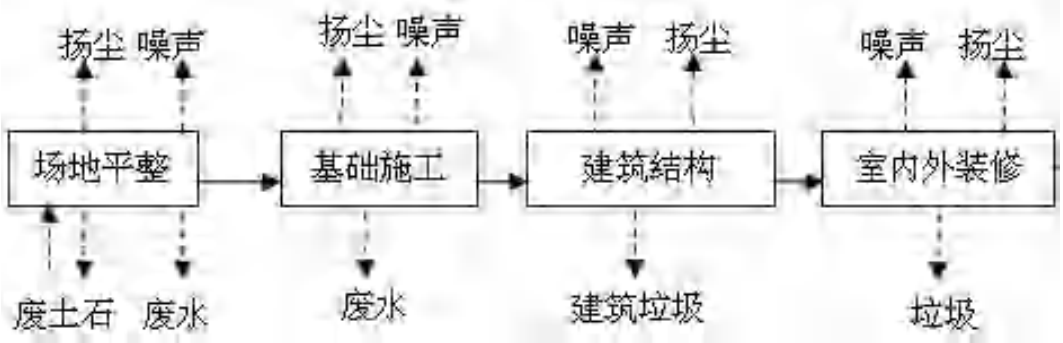 扬尘 噪声 扬尘 噪声 噪声 扬尘 噪声 扬尘
场地平整 基础施工 建筑结构 室内外装修
废土石 废水 废水 建筑垃圾 垃圾